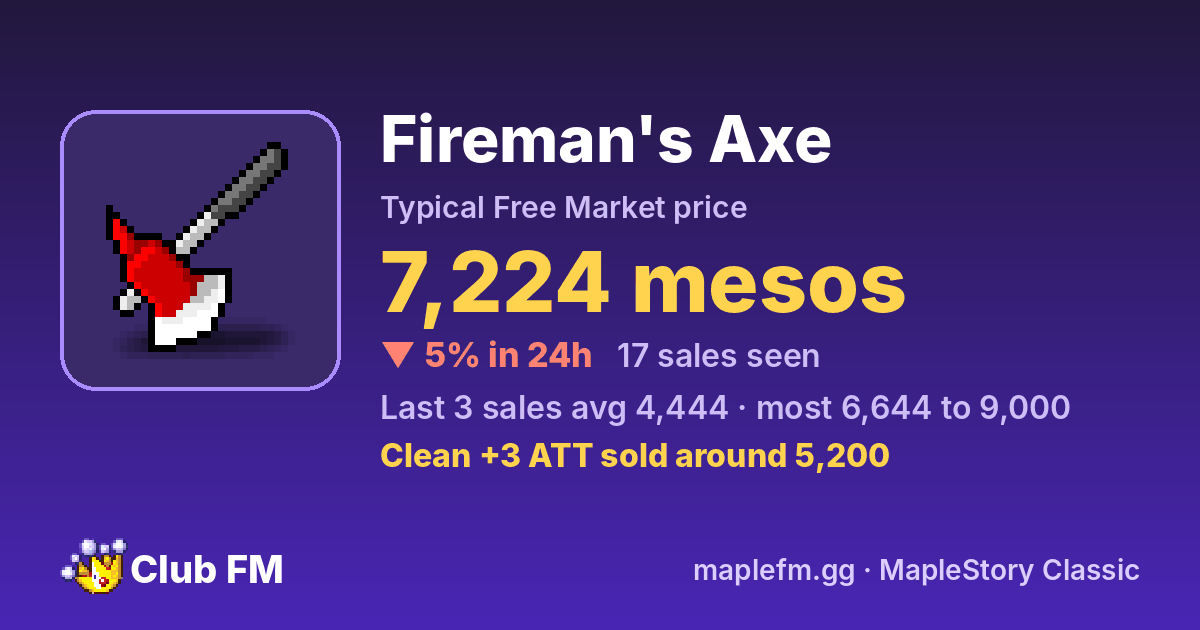 Fireman's Axe
Typical Free Market price
7,224 mesos
▼ 5% in 24h 17 sales seen
Last 3 sales avg 4,444 · most 6,644 to 9,000
Clean +3 ATT sold around 5,200
Club FM
maplefm.gg · MapleStory Classic